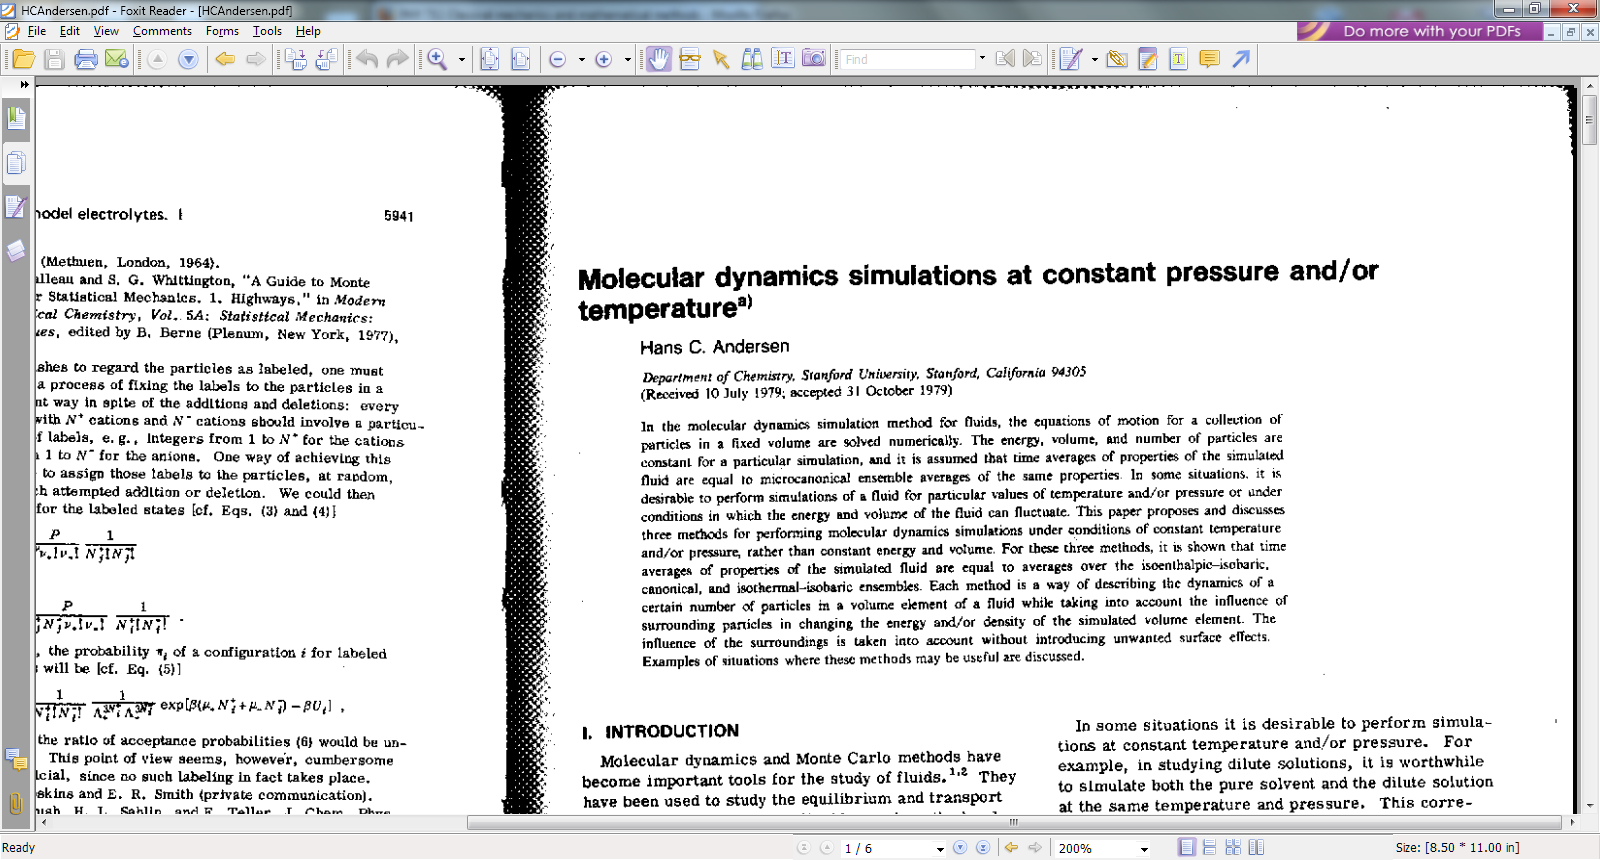 HCAndersen.pdf - Foxit Reader - [HCAndersen.pdf]
File Edit View Comments Forms Tools Help
Do more with your PDFs
Find
model electrolytes. I 5941
(Methuen, London, 1964).
and S. G. Whittington, "A Guide to Monte
Statistical Mechanics. 1. Highways," in Modern
Chemistry, Vol. 5A: Statistical Mechanics:
edited by B. Berne (Plenum, New York, 1977),
shes to regard the particles as labeled, one must
a process of fixing the labels to the particles in a
nt way in spite of the additions and deletions: every
with N+ cations and N- cations should involve a particu-
f labels, e. g., integers from 1 to N+ for the cations
1 to N- for the anions. One way of achieving this
to assign those labels to the particles, at random,
h attempted addition or deletion. We could then
for the labeled states [cf. Eqs. (3) and (4)]
P 1
ν+!ν-! N+i!N-i!
P 1
N+jN-jν+!ν-! N+i!N-i! .
, the probability πi of a configuration i for labeled
will be [cf. Eq. (5)]
1 1
N+i!N-i! Λ+3N+i Λ-3N-i exp[β(μ+N+i+μ-N-i)-βUi] ,
the ratio of acceptance probabilities (6) would be un-
This point of view seems, however, cumbersome
cial, since no such labeling in fact takes place.
skins and E. R. Smith (private communication).
H. L. Sahlin, and E. Teller, J. Chem. Phys.
Molecular dynamics simulations at constant pressure and/or
temperaturea)
Hans C. Andersen
Department of Chemistry, Stanford University, Stanford, California 94305
(Received 10 July 1979; accepted 31 October 1979)
In the molecular dynamics simulation method for fluids, the equations of motion for a collection of
particles in a fixed volume are solved numerically. The energy, volume, and number of particles are
constant for a particular simulation, and it is assumed that time averages of properties of the simulated
fluid are equal to microcanonical ensemble averages of the same properties. In some situations, it is
desirable to perform simulations of a fluid for particular values of temperature and/or pressure or under
conditions in which the energy and volume of the fluid can fluctuate. This paper proposes and discusses
three methods for performing molecular dynamics simulations under conditions of constant temperature
and/or pressure, rather than constant energy and volume. For these three methods, it is shown that time
averages of properties of the simulated fluid are equal to averages over the isoenthalpic–isobaric,
canonical, and isothermal–isobaric ensembles. Each method is a way of describing the dynamics of a
certain number of particles in a volume element of a fluid while taking into account the influence of
surrounding particles in changing the energy and/or density of the simulated volume element. The
influence of the surroundings is taken into account without introducing unwanted surface effects.
Examples of situations where these methods may be useful are discussed.
I. INTRODUCTION
Molecular dynamics and Monte Carlo methods have
become important tools for the study of fluids.1,2 They
have been used to study the equilibrium and transport
In some situations it is desirable to perform simula-
tions at constant temperature and/or pressure. For
example, in studying dilute solutions, it is worthwhile
to simulate both the pure solvent and the dilute solution
at the same temperature and pressure. This corre-
Ready 1 / 6 200% Size: [8.50 * 11.00 in]